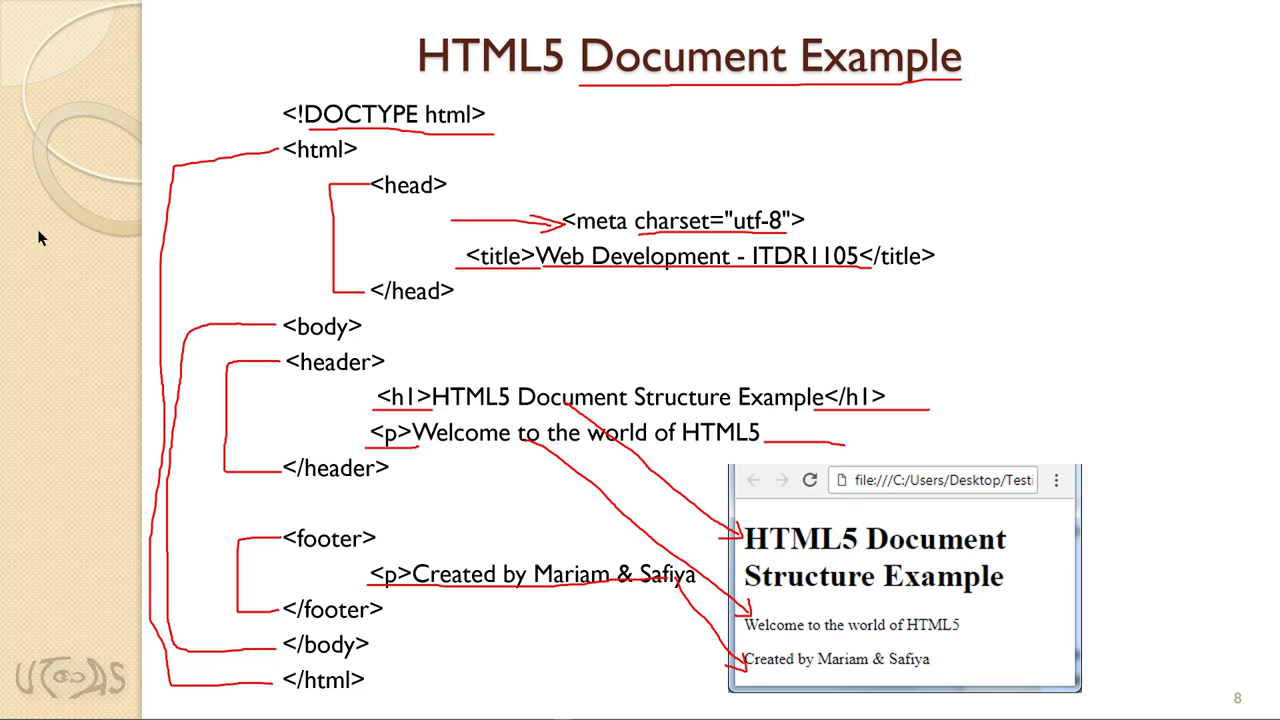 HTML5 Document Example
<!DOCTYPE html>
<html>
<head>
<meta charset="utf-8">
<title>Web Development - ITDR1105</title>
</head>
<body>
<header>
<h1>HTML5 Document Structure Example</h1>
<p>Welcome to the world of HTML5
</header>
<footer>
<p>Created by Mariam & Safiya
</footer>
</body>
</html>
file:///C:/Users/Desktop/Testi
HTML5 Document
Structure Example
Welcome to the world of HTML5
Created by Mariam & Safiya
UTAS
8